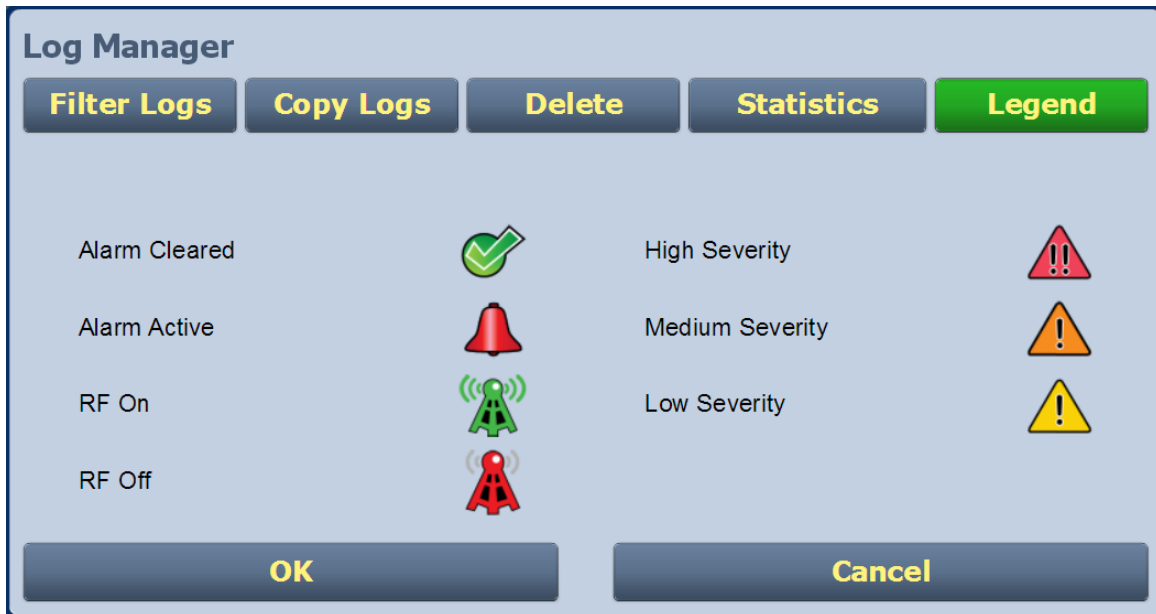 Log Manager
Filter Logs Copy Logs Delete Statistics Legend
Alarm Cleared High Severity
Alarm Active Medium Severity
RF On Low Severity
RF Off
OK Cancel